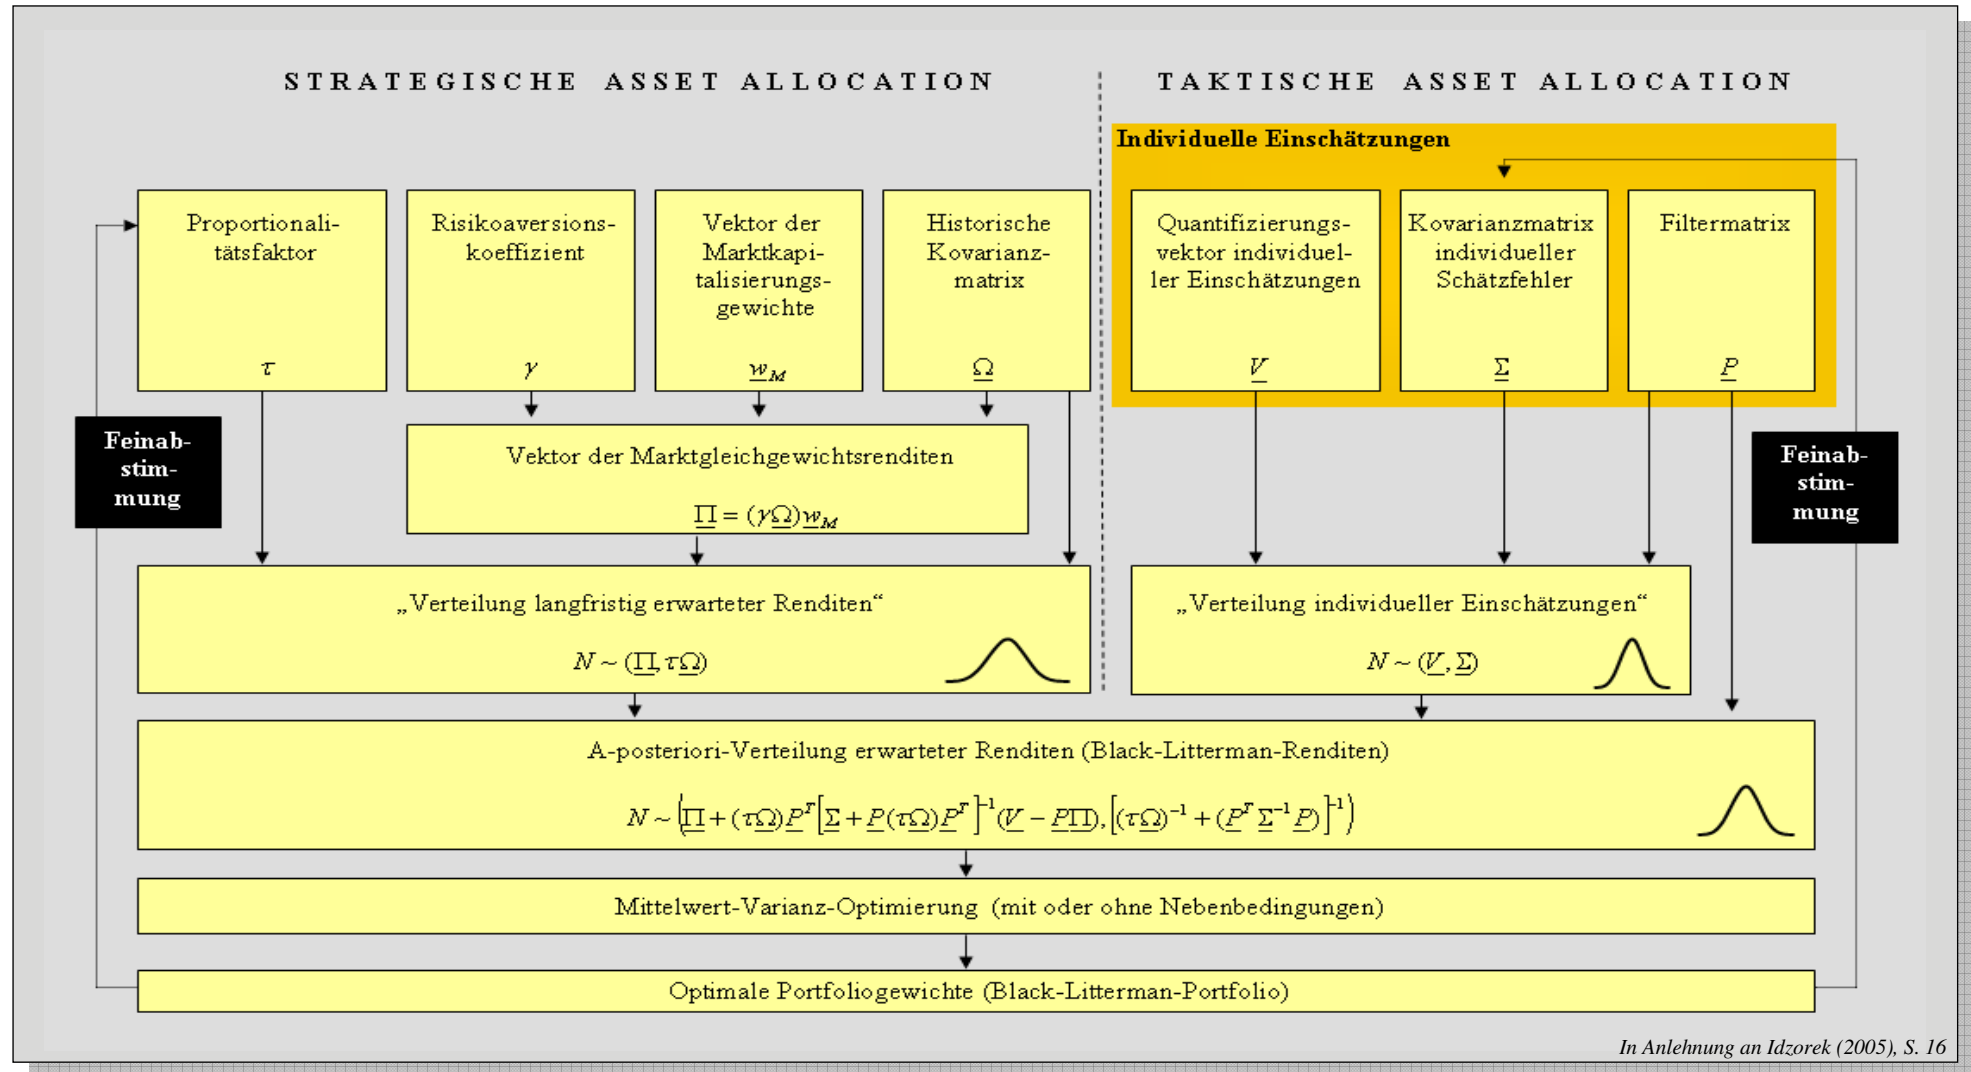 STRATEGISCHE ASSET ALLOCATION
TAKTISCHE ASSET ALLOCATION
Individuelle Einschätzungen
Proportionali-
tätsfaktor
τ
Risikoaversions-
koeffizient
γ
Vektor der
Marktkapi-
talisierungs-
gewichte
w_M
Historische
Kovarianz-
matrix
Ω
Quantifizierungs-
vektor individuel-
ler Einschätzungen
V
Kovarianzmatrix
individueller
Schätzfehler
Σ
Filtermatrix
P
Feinab-
stim-
mung
Vektor der Marktgleichgewichtsrenditen
Π = (γΩ)w_M
Feinab-
stim-
mung
„Verteilung langfristig erwarteter Renditen“
N ~ (Π, τΩ)
„Verteilung individueller Einschätzungen“
N ~ (V, Σ)
A-posteriori-Verteilung erwarteter Renditen (Black-Litterman-Renditen)
N ~ (Π + (τΩ)P^T[Σ + P(τΩ)P^T]^-1(V − PΠ), [(τΩ)^-1 + (P^T Σ^-1 P)]^-1)
Mittelwert-Varianz-Optimierung (mit oder ohne Nebenbedingungen)
Optimale Portfoliogewichte (Black-Litterman-Portfolio)
In Anlehnung an Idzorek (2005), S. 16